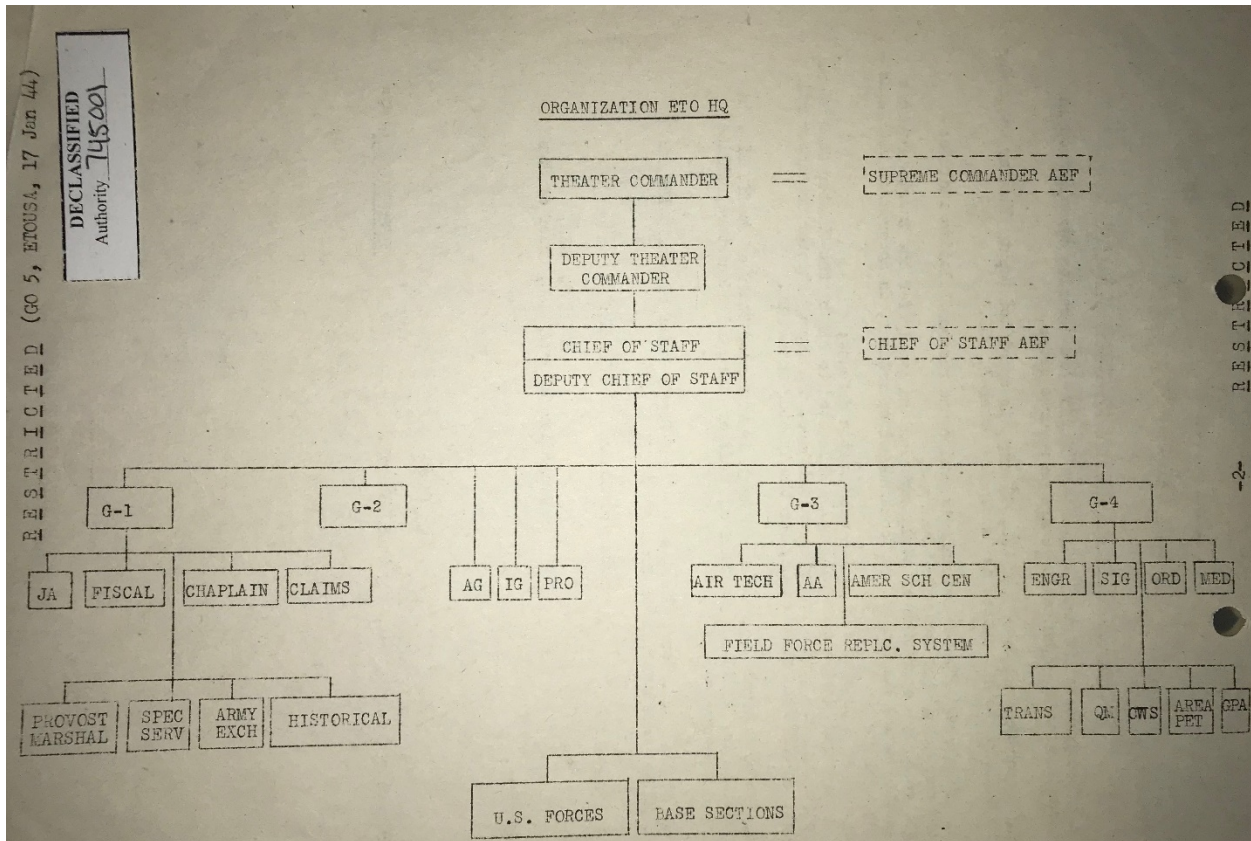 RESTRICTED (GO 5, ETOUSA, 17 Jan 44)
DECLASSIFIED
Authority 745001
ORGANIZATION ETO HQ
THEATER COMMANDER
SUPREME COMMANDER AEF
DEPUTY THEATER
COMMANDER
CHIEF OF STAFF
CHIEF OF STAFF AEF
DEPUTY CHIEF OF STAFF
G-1
G-2
G-3
G-4
JA
FISCAL
CHAPLAIN
CLAIMS
AG
IG
PRO
AIR TECH
AA
AMER SCH CEN
ENGR
SIG
ORD
MED
FIELD FORCE REPLC. SYSTEM
PROVOST
MARSHAL
SPEC
SERV
ARMY
EXCH
HISTORICAL
TRANS
QM
CWS
AREA
PET
GPA
U.S. FORCES
BASE SECTIONS
-2-
RESTRICTED